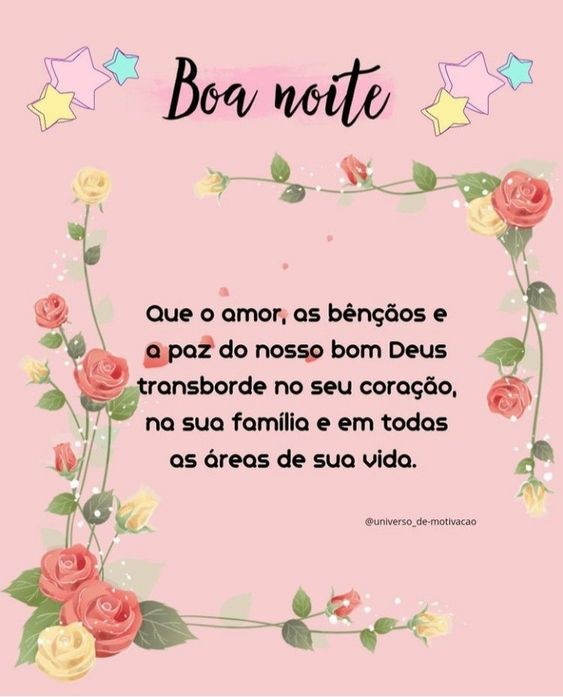 Boa noite
Que o amor, as bênçãos e
a paz do nosso bom Deus
transborde no seu coração,
na sua família e em todas
as áreas de sua vida.
@universo_de-motivacao